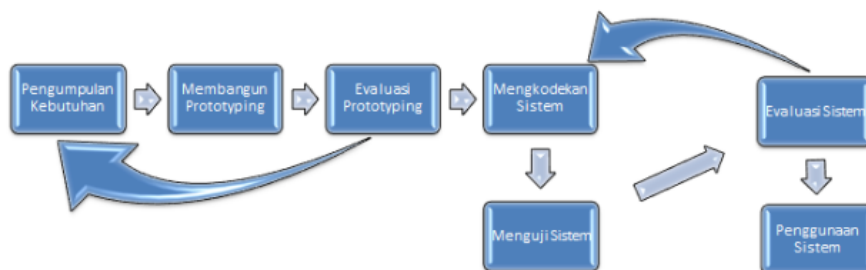 Pengumpulan
Kebutuhan
Membangun
Prototyping
Evaluasi
Prototyping
Mengkodekan
Sistem
Evaluasi Sistem
Menguji Sistem
Penggunaan
Sistem